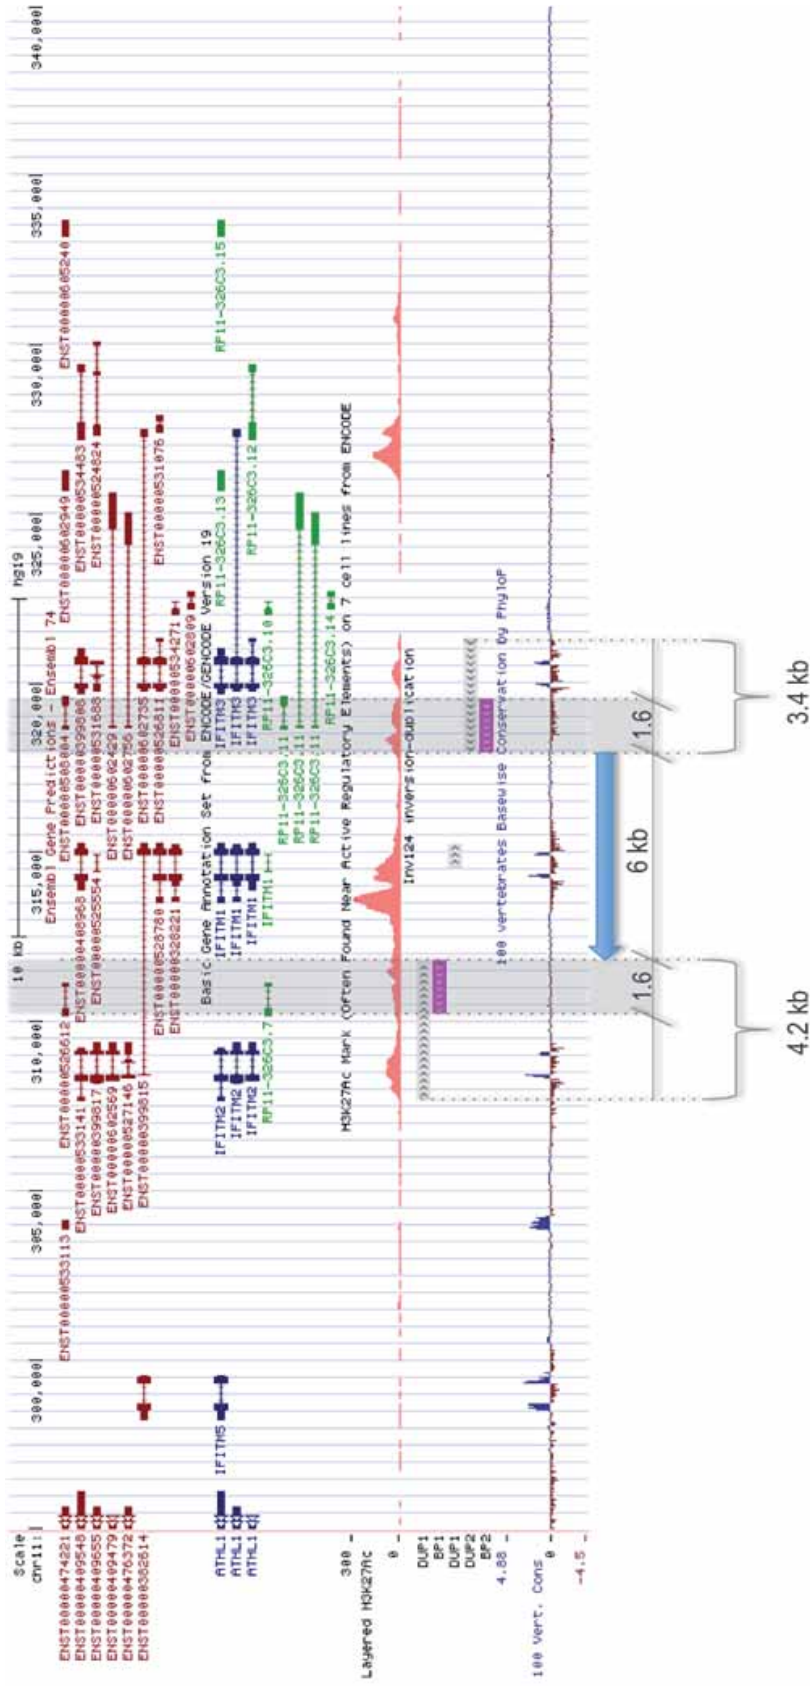 Scale 10 kb hg19
chr11: 300,000| 305,000| 310,000| 315,000| 320,000| 325,000| 330,000| 335,000| 340,000|
Ensembl Gene Predictions - Ensembl 74
ENST00000474221 ENST00000533113 ENST00000526612 ENST00000508004 ENST00000602949 ENST00000605240
ENST00000409548 ENST00000533141 ENST00000408968 ENST00000399808 ENST00000534483
ENST00000409655 ENST00000399817 ENST00000525554 ENST00000531688 ENST00000524824
ENST00000409479 ENST00000602569 ENST00000602429
ENST00000476372 ENST00000527146 ENST00000602756
ENST00000382614 ENST00000399815 ENST00000602735
ENST00000528780 ENST00000526811 ENST00000531076
ENST00000328221 ENST00000534271
ENST00000602809
Basic Gene Annotation Set from ENCODE/GENCODE Version 19
ATHL1 IFITM5 IFITM2 IFITM1 IFITM3 RP11-326C3.13 RP11-326C3.15
ATHL1 IFITM2 IFITM1 IFITM3
ATHL1 IFITM2 IFITM1 IFITM3 RP11-326C3.12
RP11-326C3.7 IFITM1 RP11-326C3.10
RP11-326C3.11
RP11-326C3.11
RP11-326C3.11
RP11-326C3.14
H3K27Ac Mark (Often Found Near Active Regulatory Elements) on 7 cell lines from ENCODE
300 -
Layered H3K27Ac
0 -
Inv124 inversion-duplication
DUP1
BP1
DUP1
DUP2
BP2
100 vertebrates Basewise Conservation by PhyloP
4.88 -
100 Vert. Cons
0 -
-4.5 -
6 kb
1.6 1.6
4.2 kb 3.4 kb